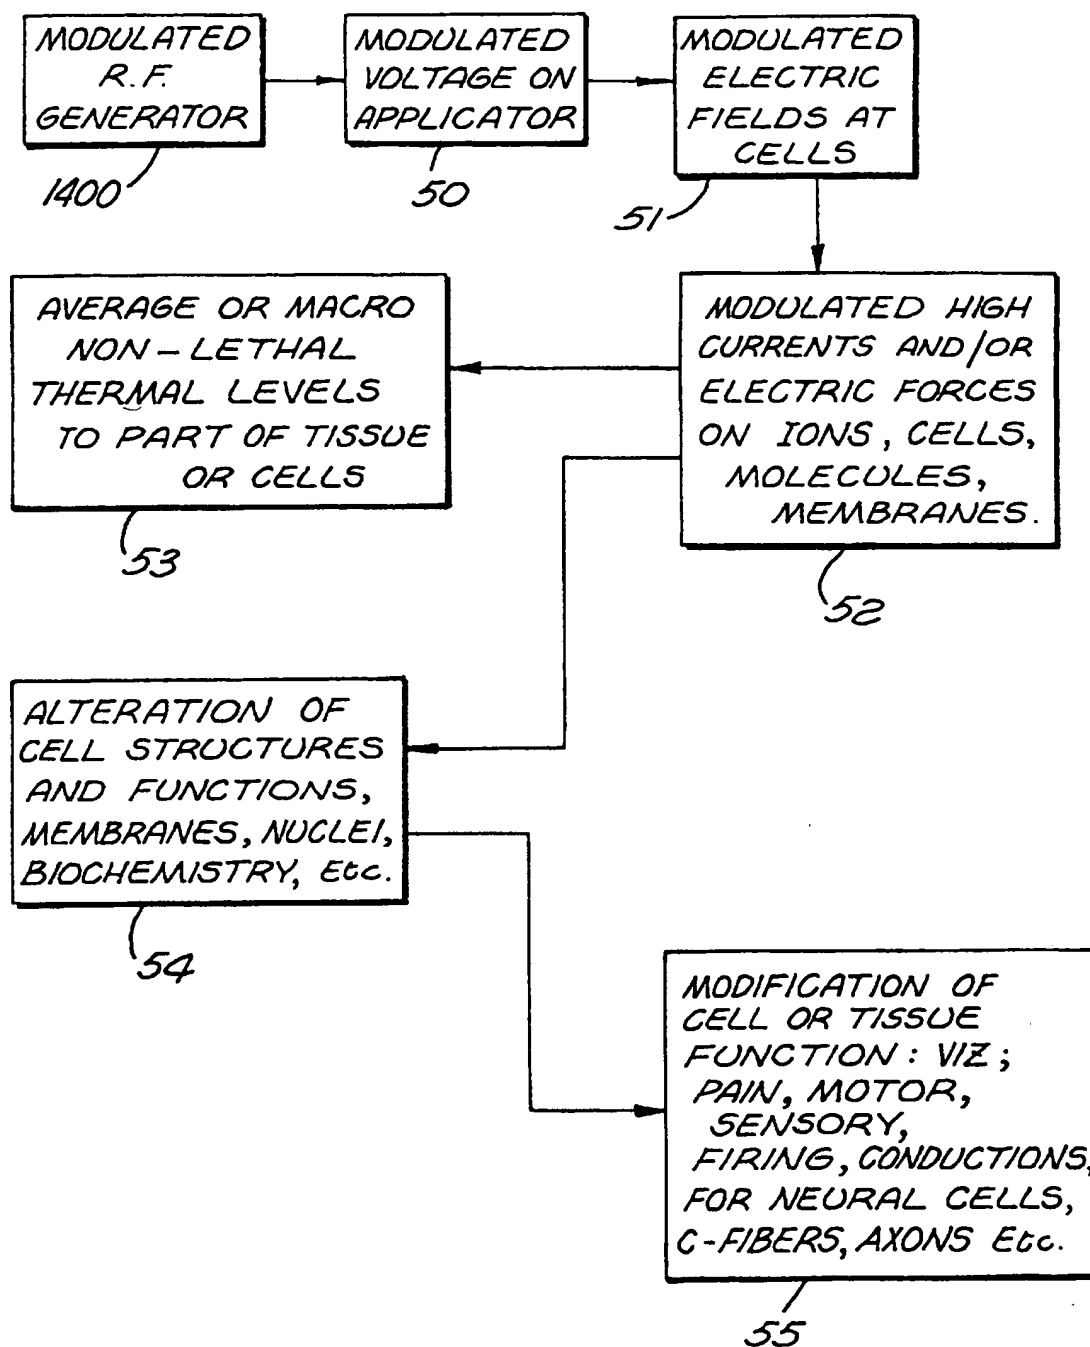 MODULATED
R.F.
GENERATOR
1400
MODULATED
VOLTAGE ON
APPLICATOR
50
MODULATED
ELECTRIC
FIELDS AT
CELLS
51
AVERAGE OR MACRO
NON-LETHAL
THERMAL LEVELS
TO PART OF TISSUE
OR CELLS
53
MODULATED HIGH
CURRENTS AND/OR
ELECTRIC FORCES
ON IONS, CELLS,
MOLECULES,
MEMBRANES.
52
ALTERATION OF
CELL STRUCTURES
AND FUNCTIONS,
MEMBRANES, NUCLEI,
BIOCHEMISTRY, Etc.
54
MODIFICATION OF
CELL OR TISSUE
FUNCTION: VIZ;
PAIN, MOTOR,
SENSORY,
FIRING, CONDUCTIONS,
FOR NEURAL CELLS,
C-FIBERS, AXONS Etc.
55